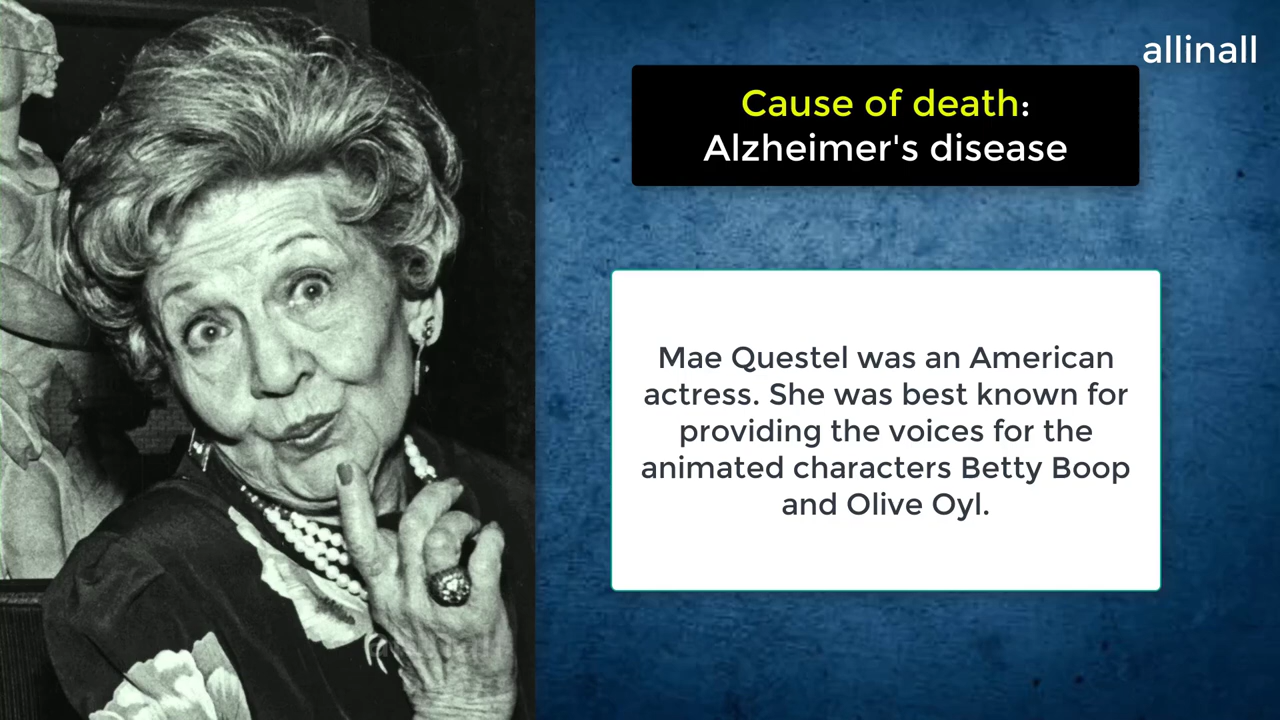 allinall
Cause of death:
Alzheimer's disease
Mae Questel was an American
actress. She was best known for
providing the voices for the
animated characters Betty Boop
and Olive Oyl.